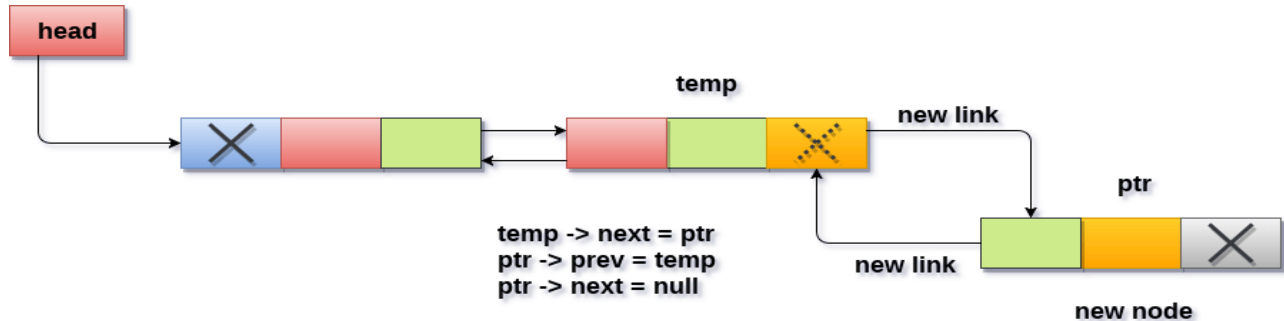 head
temp
new link
ptr
temp -> next = ptr
ptr -> prev = temp
ptr -> next = null
new link
new node